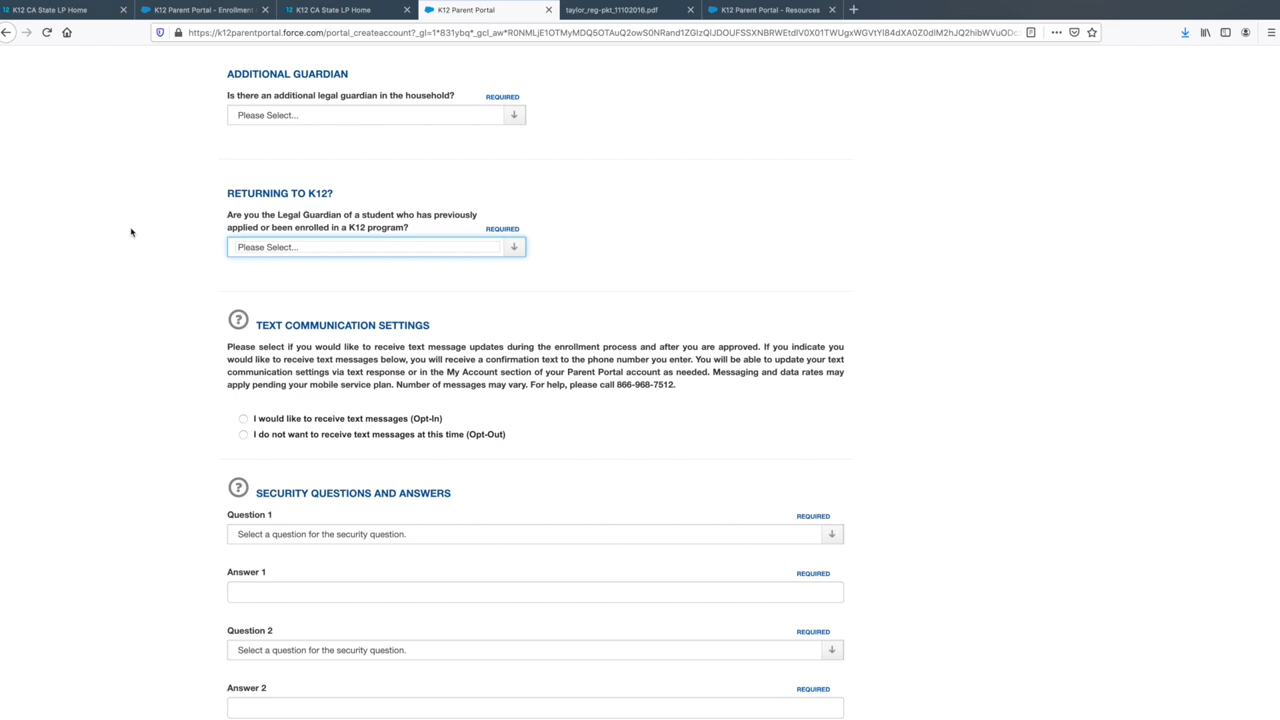 K12 CA State LP Home
K12 Parent Portal - Enrollment
K12 CA State LP Home
K12 Parent Portal
taylor_reg-pkt_11102016.pdf
K12 Parent Portal - Resources
ADDITIONAL GUARDIAN
Is there an additional legal guardian in the household? REQUIRED
Please Select...
RETURNING TO K12?
Are you the Legal Guardian of a student who has previously
applied or been enrolled in a K12 program? REQUIRED
Please Select...
TEXT COMMUNICATION SETTINGS
Please select if you would like to receive text message updates during the enrollment process and after you are approved. If you indicate you
would like to receive text messages below, you will receive a confirmation text to the phone number you enter. You will be able to update your text
communication settings via text response or in the My Account section of your Parent Portal account as needed. Messaging and data rates may
apply pending your mobile service plan. Number of messages may vary. For help, please call 866-968-7512.
I would like to receive text messages (Opt-In)
I do not want to receive text messages at this time (Opt-Out)
SECURITY QUESTIONS AND ANSWERS
Question 1 REQUIRED
Select a question for the security question.
Answer 1 REQUIRED
Question 2 REQUIRED
Select a question for the security question.
Answer 2 REQUIRED